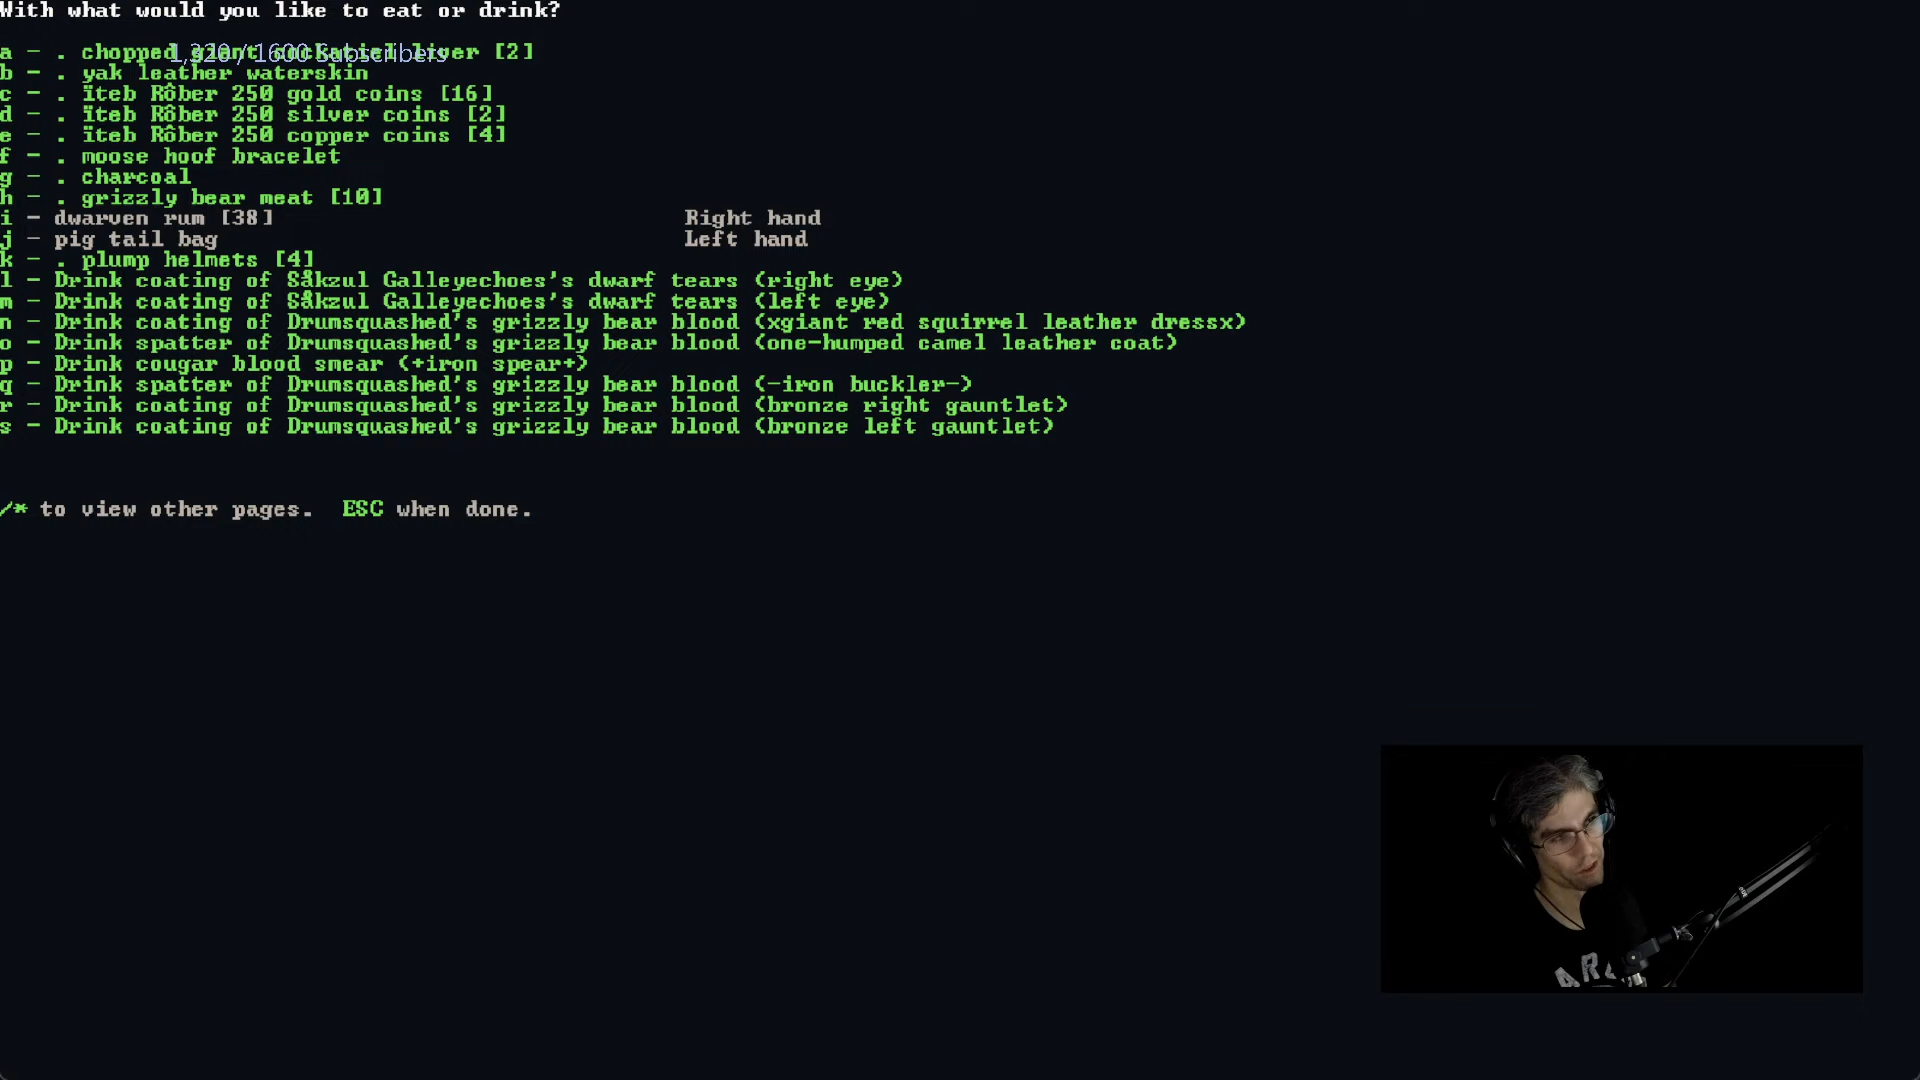 With what would you like to eat or drink?
1,320 / 1600 Subscribers
a - . chopped giant cockatiel liver [2]
b - . yak leather waterskin
c - . ïteb Rôber 250 gold coins [16]
d - . ïteb Rôber 250 silver coins [2]
e - . ïteb Rôber 250 copper coins [4]
f - . moose hoof bracelet
g - . charcoal
h - . grizzly bear meat [10]
i - dwarven rum [38] Right hand
j - pig tail bag Left hand
k - . plump helmets [4]
l - Drink coating of Såkzul Galleyechoes's dwarf tears (right eye)
m - Drink coating of Såkzul Galleyechoes's dwarf tears (left eye)
n - Drink coating of Drumsquashed's grizzly bear blood (xgiant red squirrel leather dressx)
o - Drink spatter of Drumsquashed's grizzly bear blood (one-humped camel leather coat)
p - Drink cougar blood smear (+iron spear+)
q - Drink spatter of Drumsquashed's grizzly bear blood (-iron buckler-)
r - Drink coating of Drumsquashed's grizzly bear blood (bronze right gauntlet)
s - Drink coating of Drumsquashed's grizzly bear blood (bronze left gauntlet)
/* to view other pages. ESC when done.